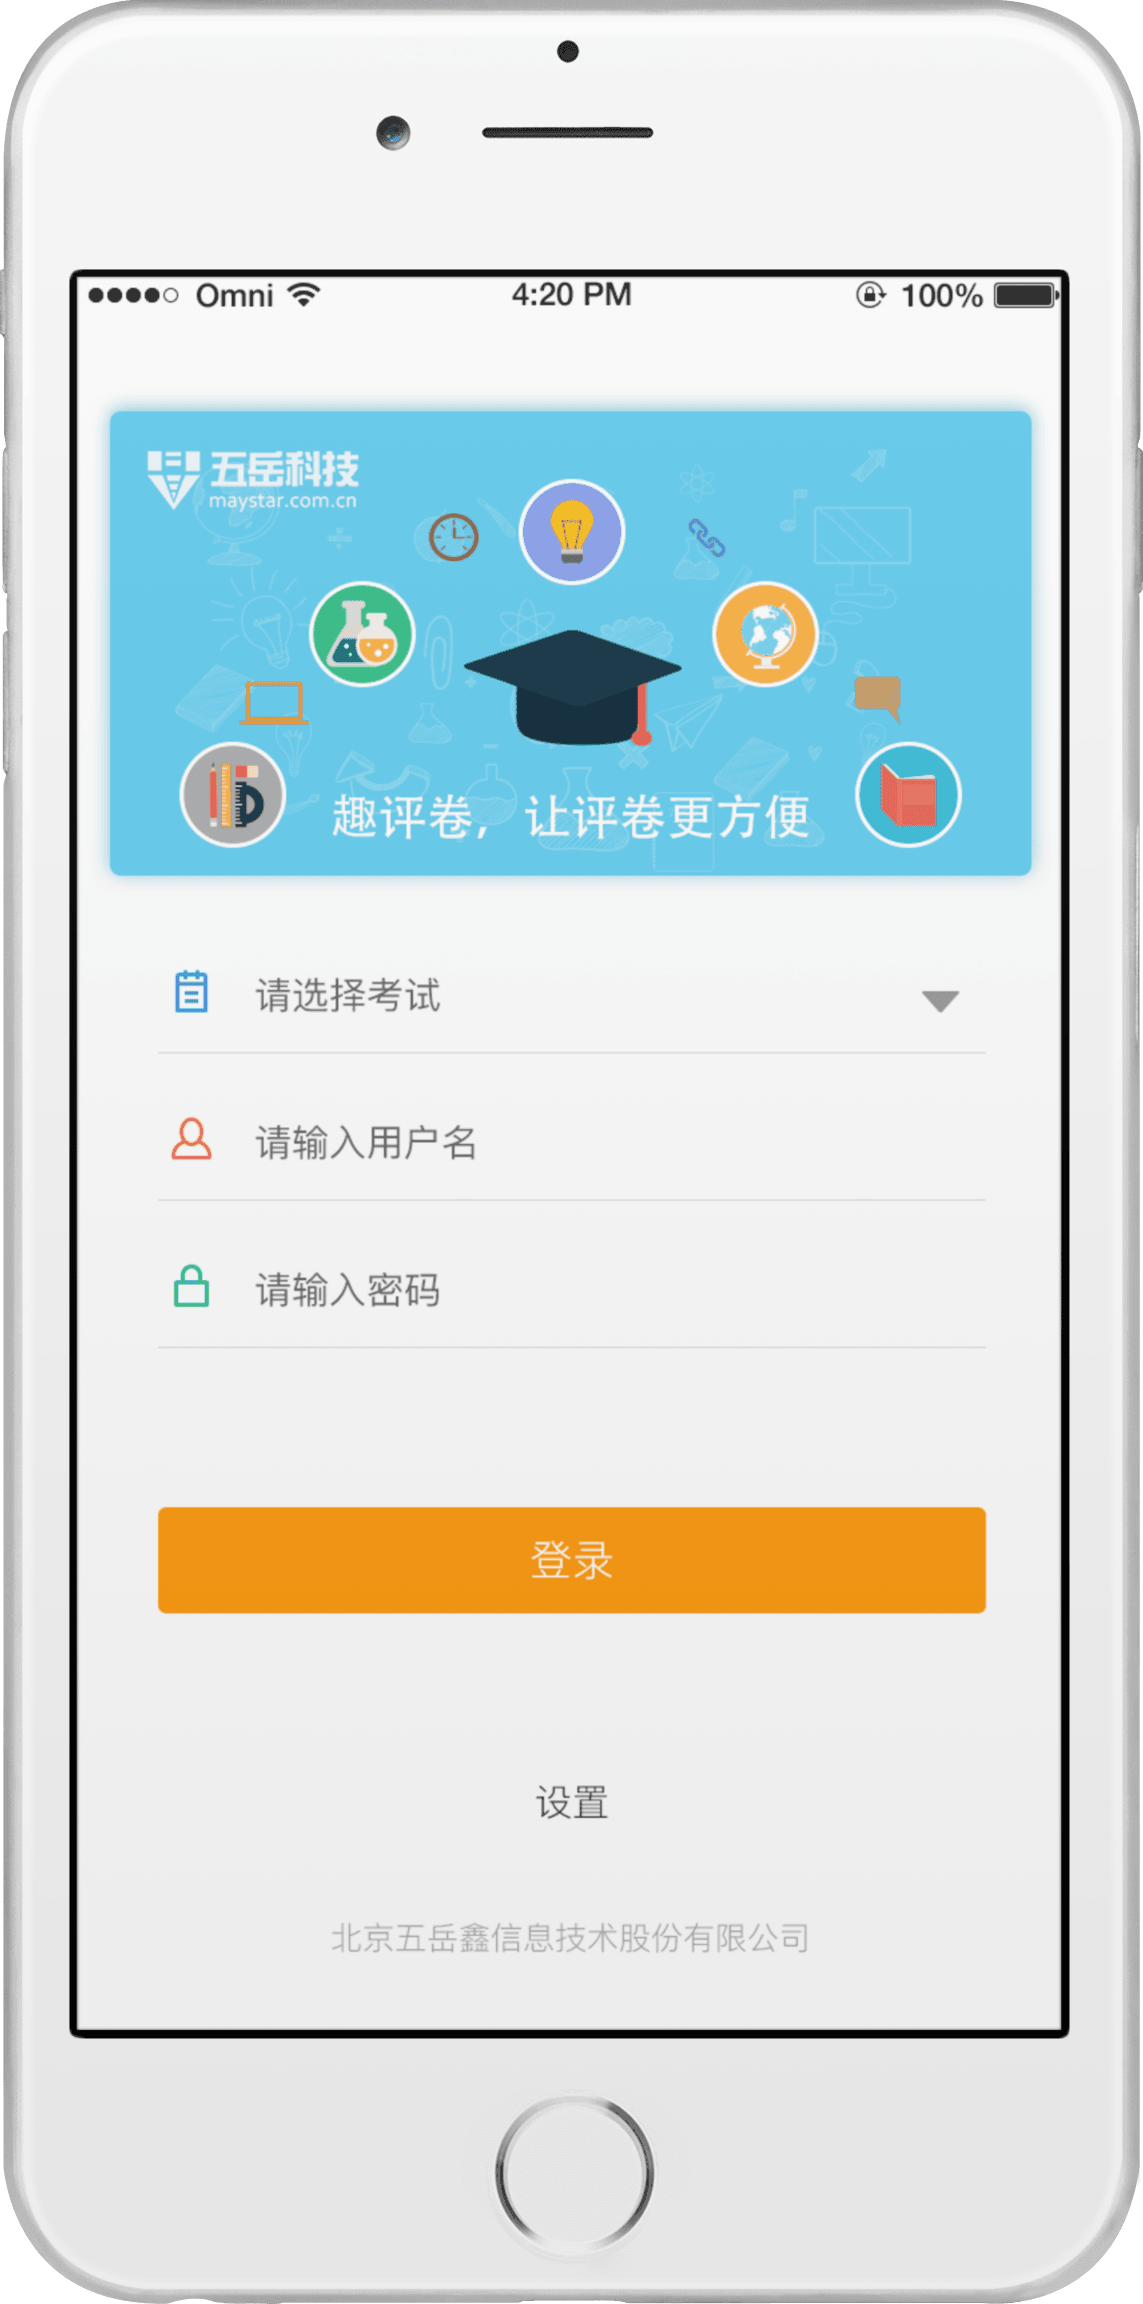 Omni 4:20 PM 100%
五岳科技
maystar.com.cn
趣评卷，让评卷更方便
请选择考试
请输入用户名
请输入密码
登录
设置
北京五岳鑫信息技术股份有限公司